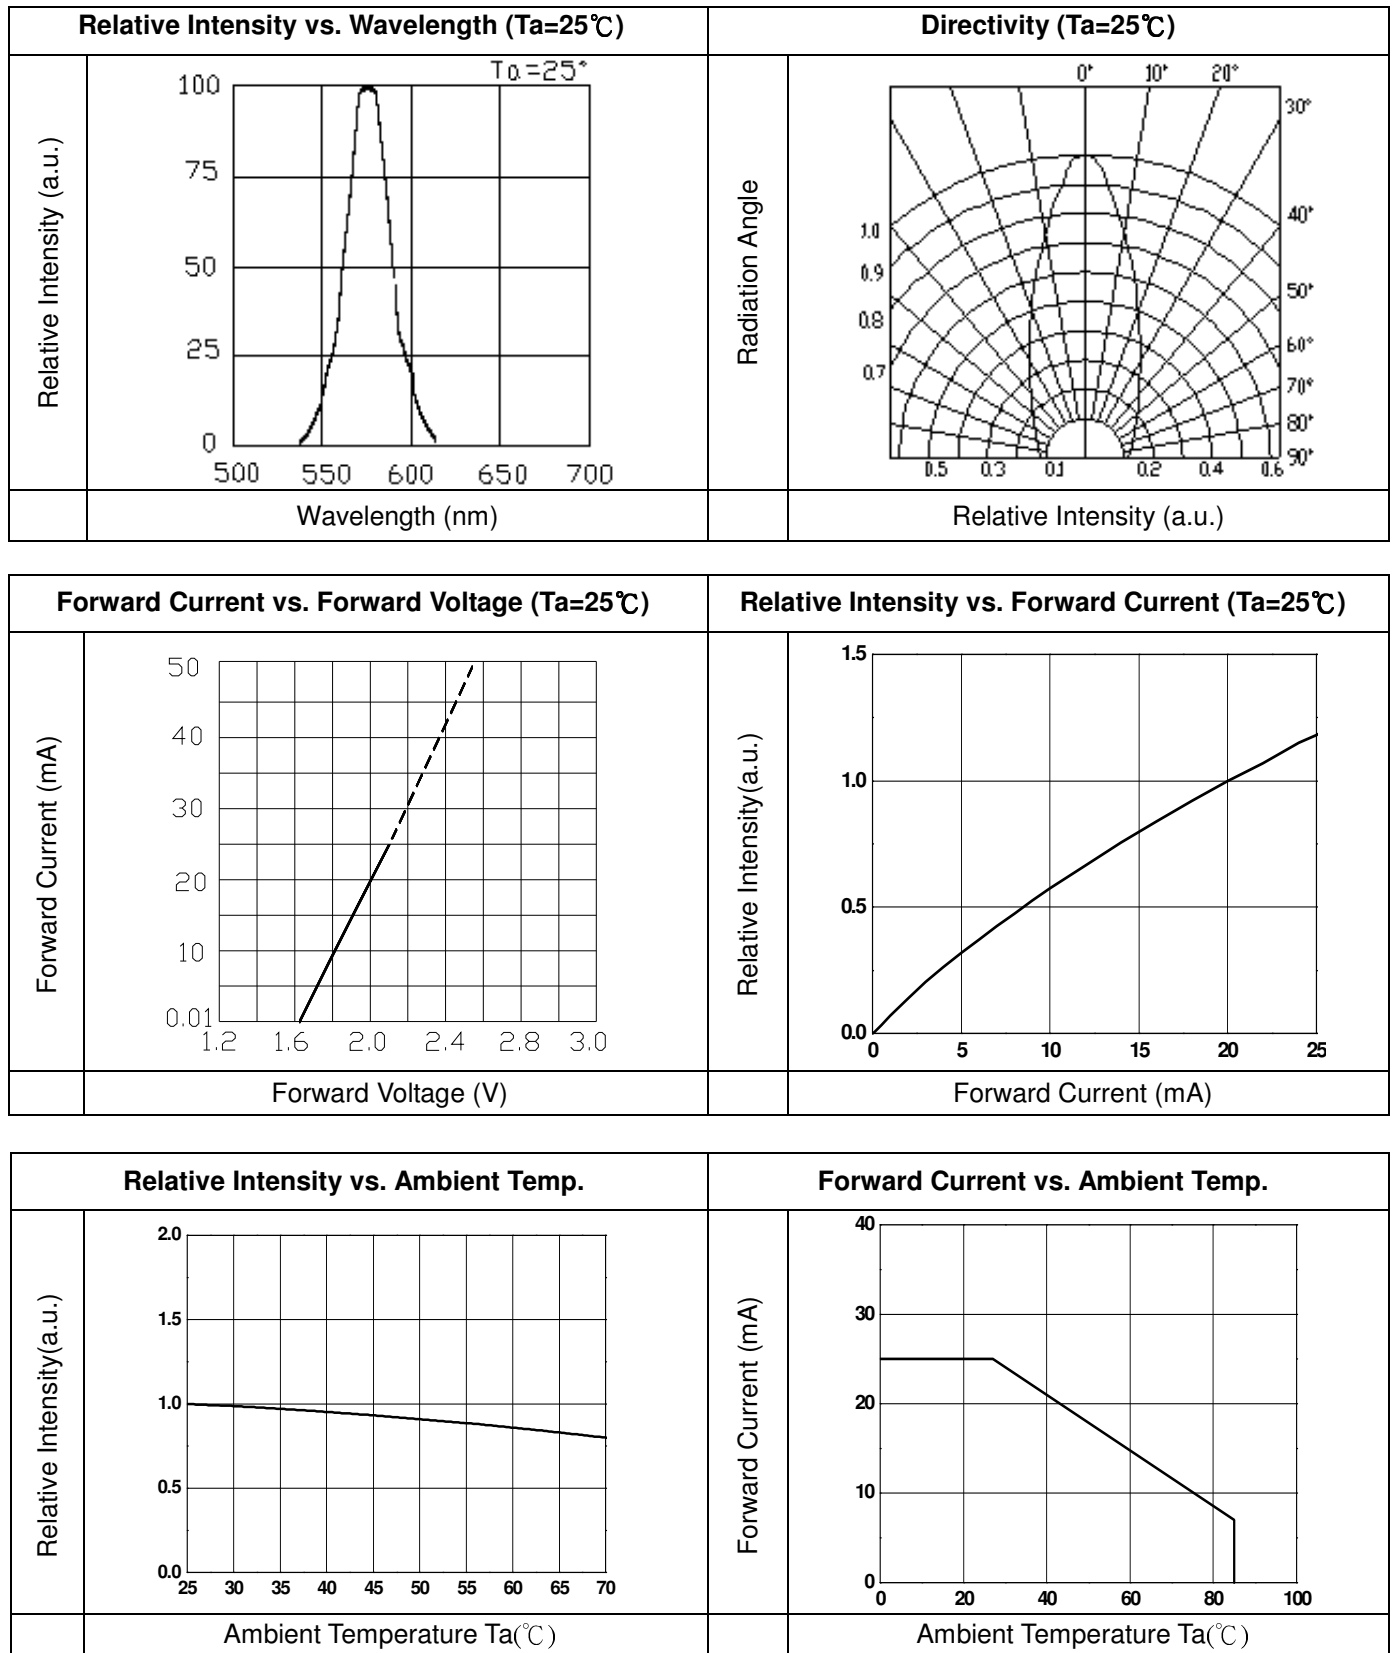 Relative Intensity vs. Wavelength (Ta=25℃)
Directivity (Ta=25℃)
Relative Intensity (a.u.)
Ta=25°
100
75
50
25
0
500 550 600 650 700
Wavelength (nm)
Radiation Angle
0° 10° 20°
30°
40°
50°
60°
70°
80°
90°
1.0
0.9
0.8
0.7
0.5 0.3 0.1 0.2 0.4 0.6
Relative Intensity (a.u.)
Forward Current vs. Forward Voltage (Ta=25℃)
Relative Intensity vs. Forward Current (Ta=25℃)
Forward Current (mA)
50
40
30
20
10
0.01
1.2 1.6 2.0 2.4 2.8 3.0
Forward Voltage (V)
Relative Intensity(a.u.)
1.5
1.0
0.5
0.0
0 5 10 15 20 25
Forward Current (mA)
Relative Intensity vs. Ambient Temp.
Forward Current vs. Ambient Temp.
Relative Intensity(a.u.)
2.0
1.5
1.0
0.5
0.0
25 30 35 40 45 50 55 60 65 70
Ambient Temperature Ta(℃)
Forward Current (mA)
40
30
20
10
0
0 20 40 60 80 100
Ambient Temperature Ta(℃)